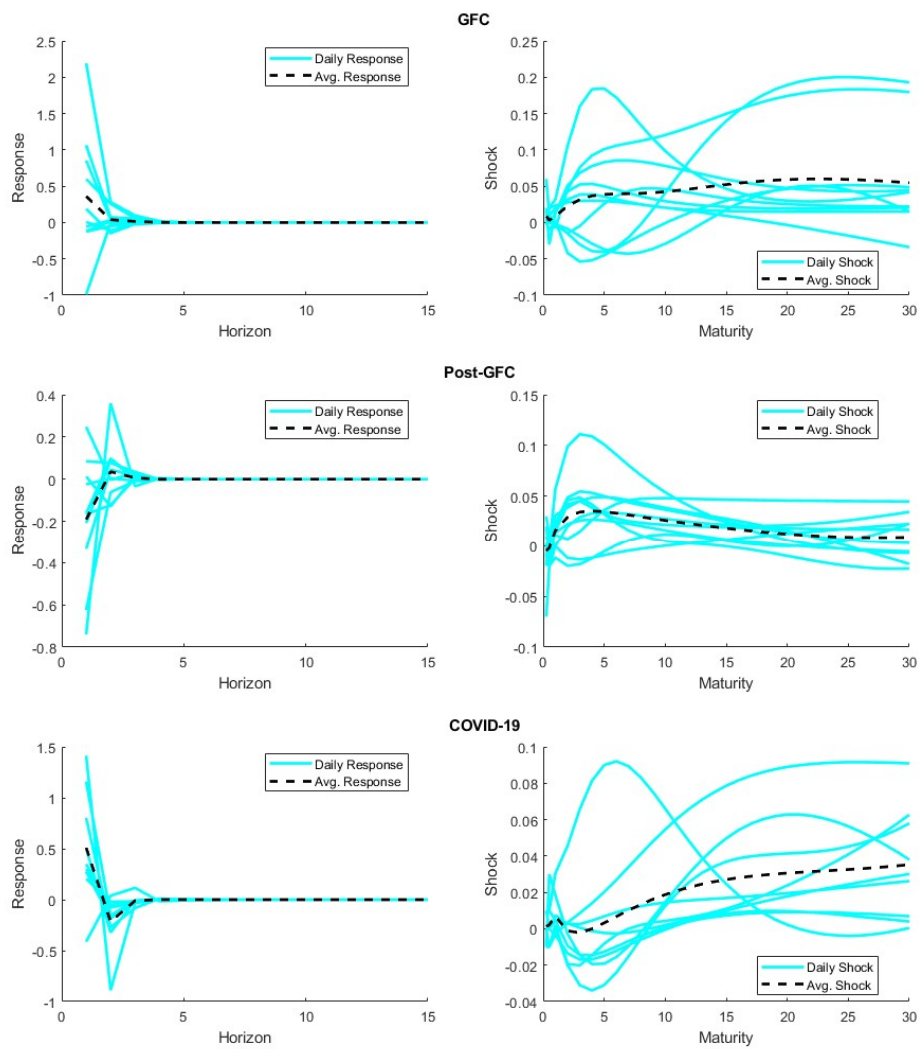 GFC
2.5
2
1.5
1
0.5
0
-0.5
-1
Response
Daily Response
Avg. Response
0 5 10 15
Horizon
0.25
0.2
0.15
0.1
0.05
0
-0.05
-0.1
Shock
Daily Shock
Avg. Shock
0 5 10 15 20 25 30
Maturity
Post-GFC
0.4
0.2
0
-0.2
-0.4
-0.6
-0.8
Response
Daily Response
Avg. Response
0 5 10 15
Horizon
0.15
0.1
0.05
0
-0.05
-0.1
Shock
Daily Shock
Avg. Shock
0 5 10 15 20 25 30
Maturity
COVID-19
1.5
1
0.5
0
-0.5
-1
Response
Daily Response
Avg. Response
0 5 10 15
Horizon
0.1
0.08
0.06
0.04
0.02
0
-0.02
-0.04
Shock
Daily Shock
Avg. Shock
0 5 10 15 20 25 30
Maturity